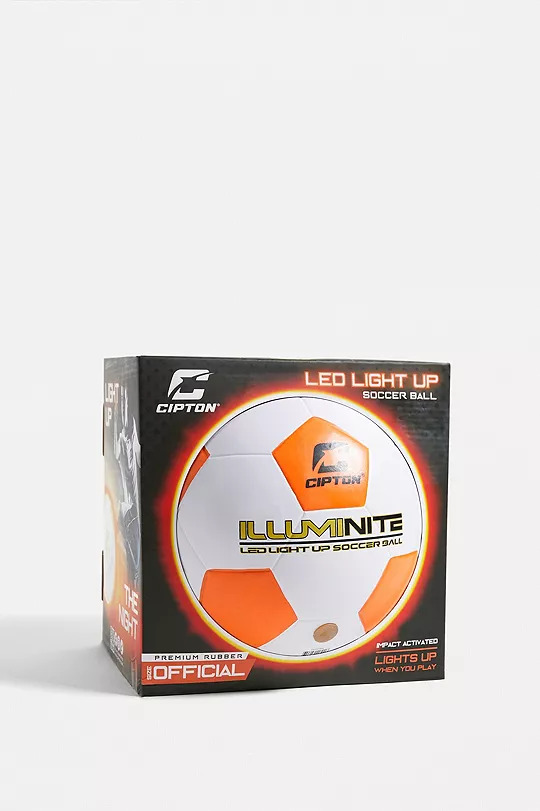 LIGHT
UP
THE
NIGHT
CIPTON®
LED LIGHT UP
SOCCER BALL
CIPTON
ILLUMINITE
LED LIGHT UP SOCCER BALL
PREMIUM RUBBER
SIZE
OFFICIAL
IMPACT ACTIVATED
LIGHTS UP
WHEN YOU PLAY